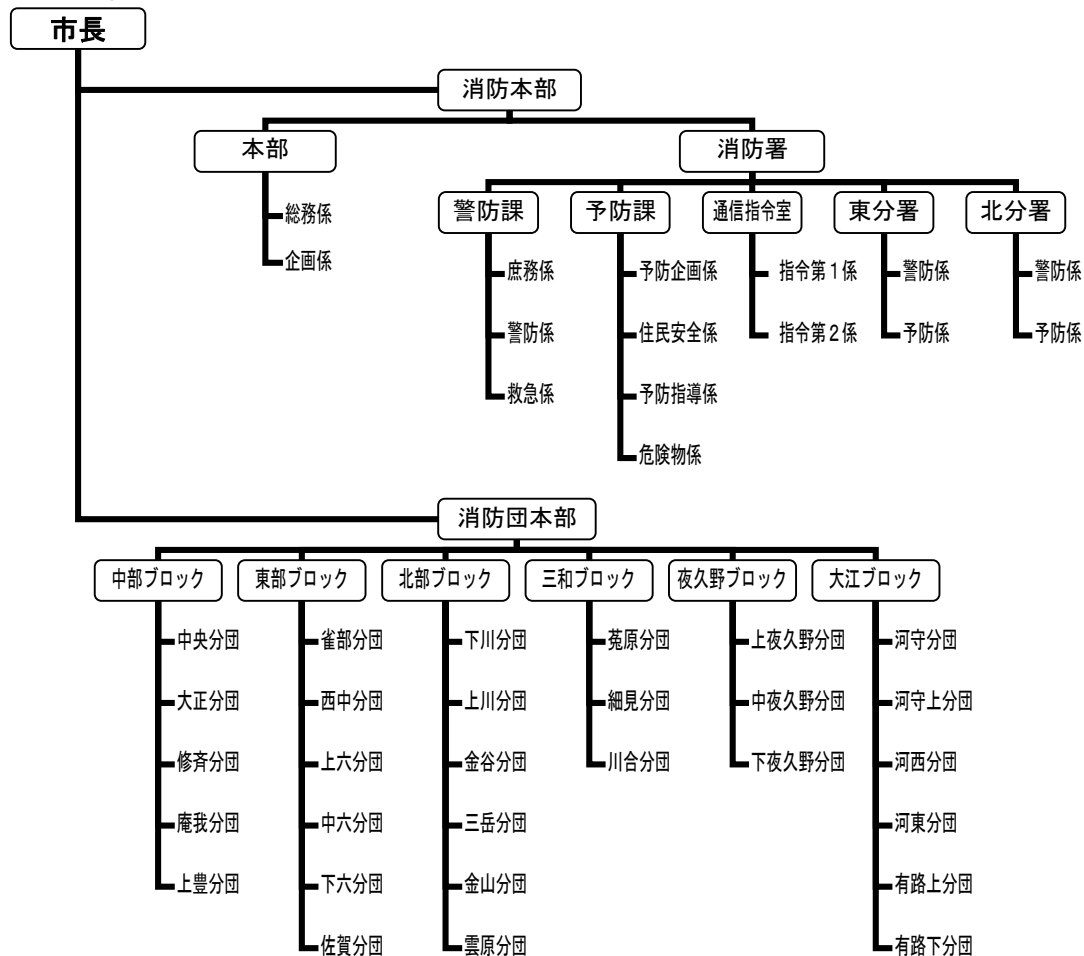 市長
消防本部
本部 消防署
総務係
企画係
警防課 予防課 通信指令室 東分署 北分署
庶務係 予防企画係 指令第1係 警防係 警防係
警防係 住民安全係 指令第2係 予防係 予防係
救急係 予防指導係
危険物係
消防団本部
中部ブロック 東部ブロック 北部ブロック 三和ブロック 夜久野ブロック 大江ブロック
中央分団 雀部分団 下川分団 菟原分団 上夜久野分団 河守分団
大正分団 西中分団 上川分団 細見分団 中夜久野分団 河守上分団
修斉分団 上六分団 金谷分団 川合分団 下夜久野分団 河西分団
庵我分団 中六分団 三岳分団 河東分団
上豊分団 下六分団 金山分団 有路上分団
佐賀分団 雲原分団 有路下分団